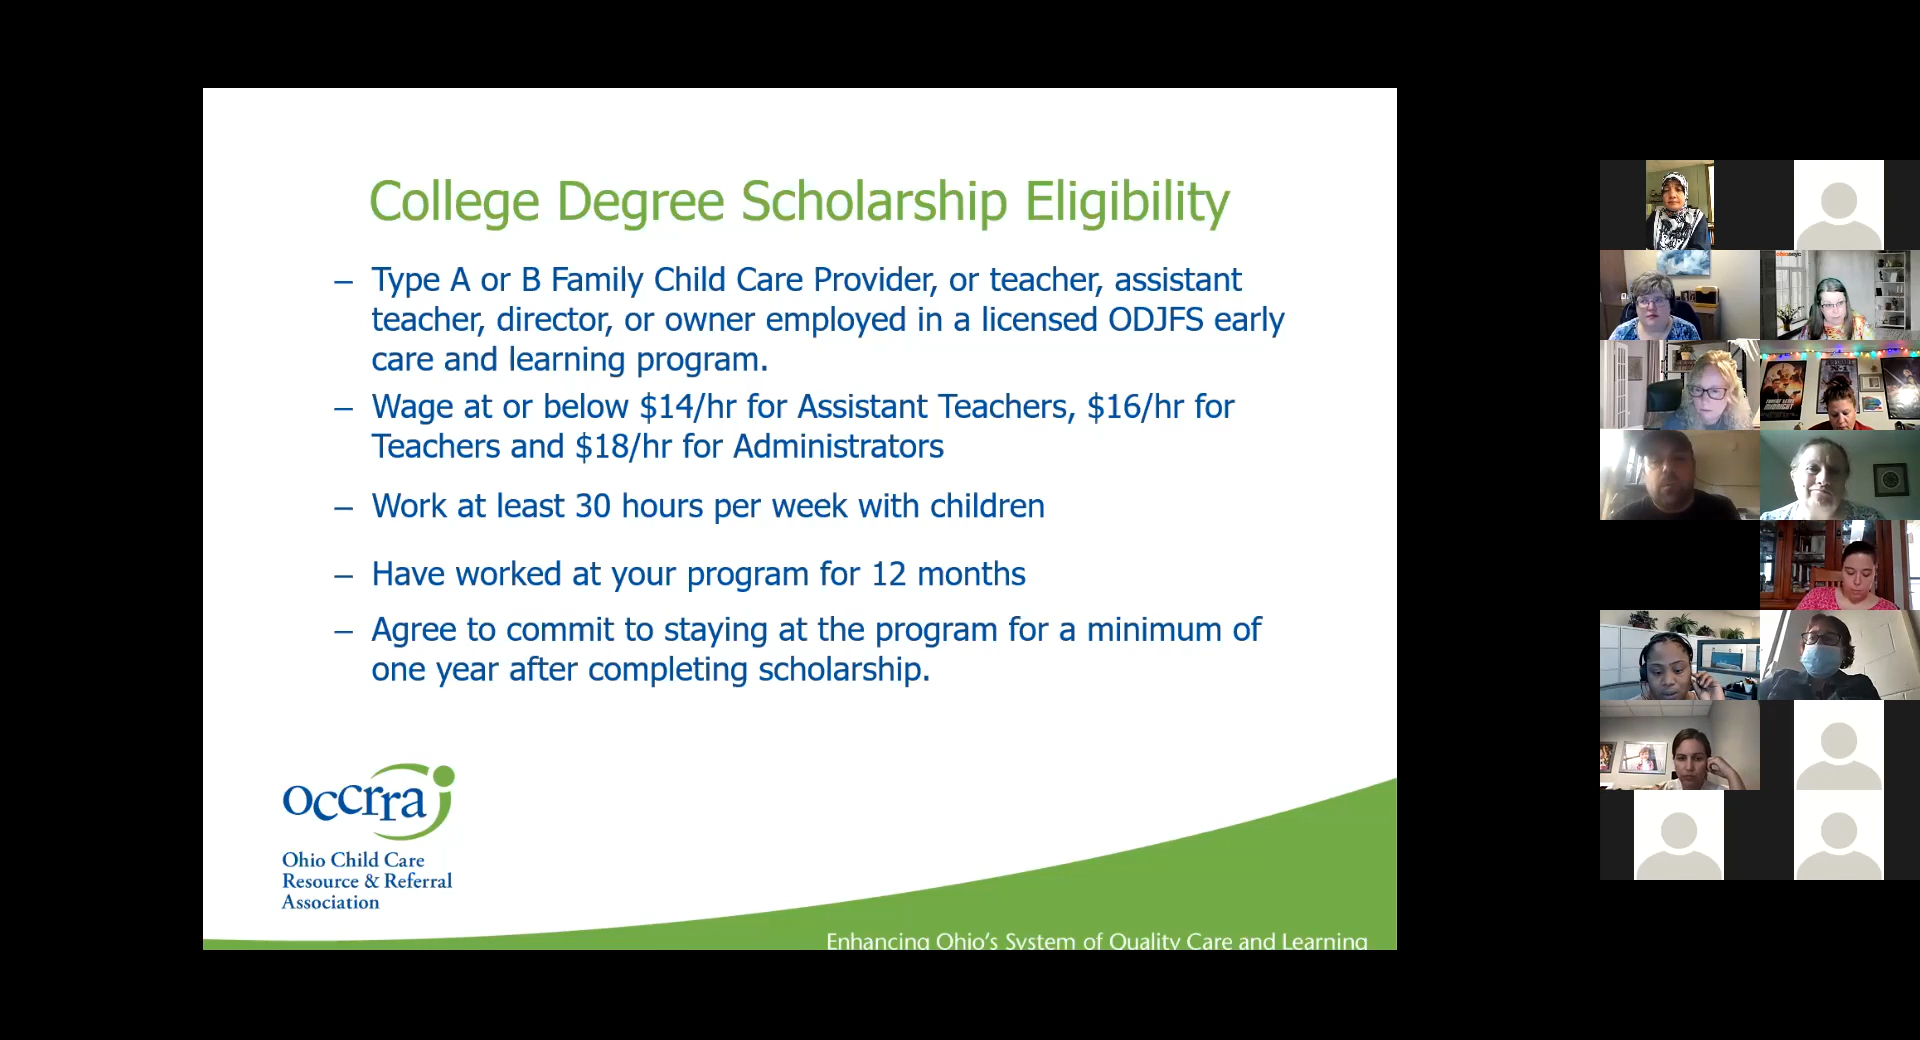 College Degree Scholarship Eligibility
– Type A or B Family Child Care Provider, or teacher, assistant
teacher, director, or owner employed in a licensed ODJFS early
care and learning program.
– Wage at or below $14/hr for Assistant Teachers, $16/hr for
Teachers and $18/hr for Administrators
– Work at least 30 hours per week with children
– Have worked at your program for 12 months
– Agree to commit to staying at the program for a minimum of
one year after completing scholarship.
occrra
Ohio Child Care
Resource & Referral
Association
Enhancing Ohio's System of Quality Care and Learning